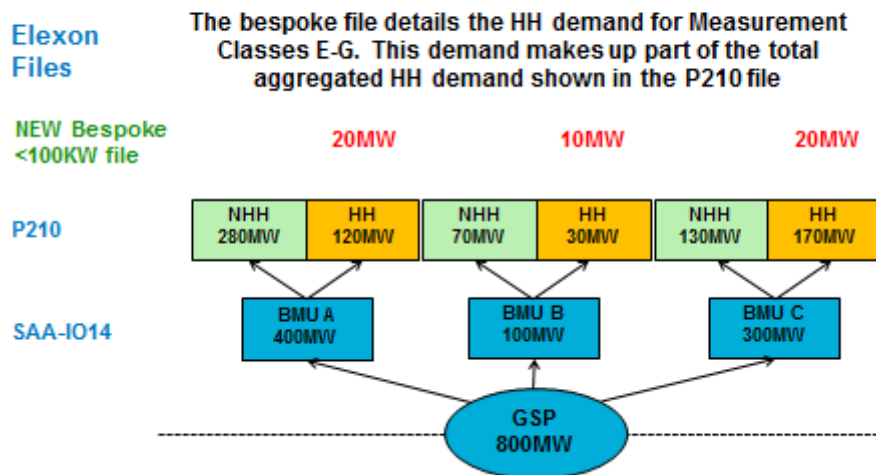 Elexon
Files
The bespoke file details the HH demand for Measurement
Classes E-G. This demand makes up part of the total
aggregated HH demand shown in the P210 file
NEW Bespoke
<100KW file
20MW
10MW
20MW
P210
NHH
280MW
HH
120MW
NHH
70MW
HH
30MW
NHH
130MW
HH
170MW
SAA-IO14
BMU A
400MW
BMU B
100MW
BMU C
300MW
GSP
800MW